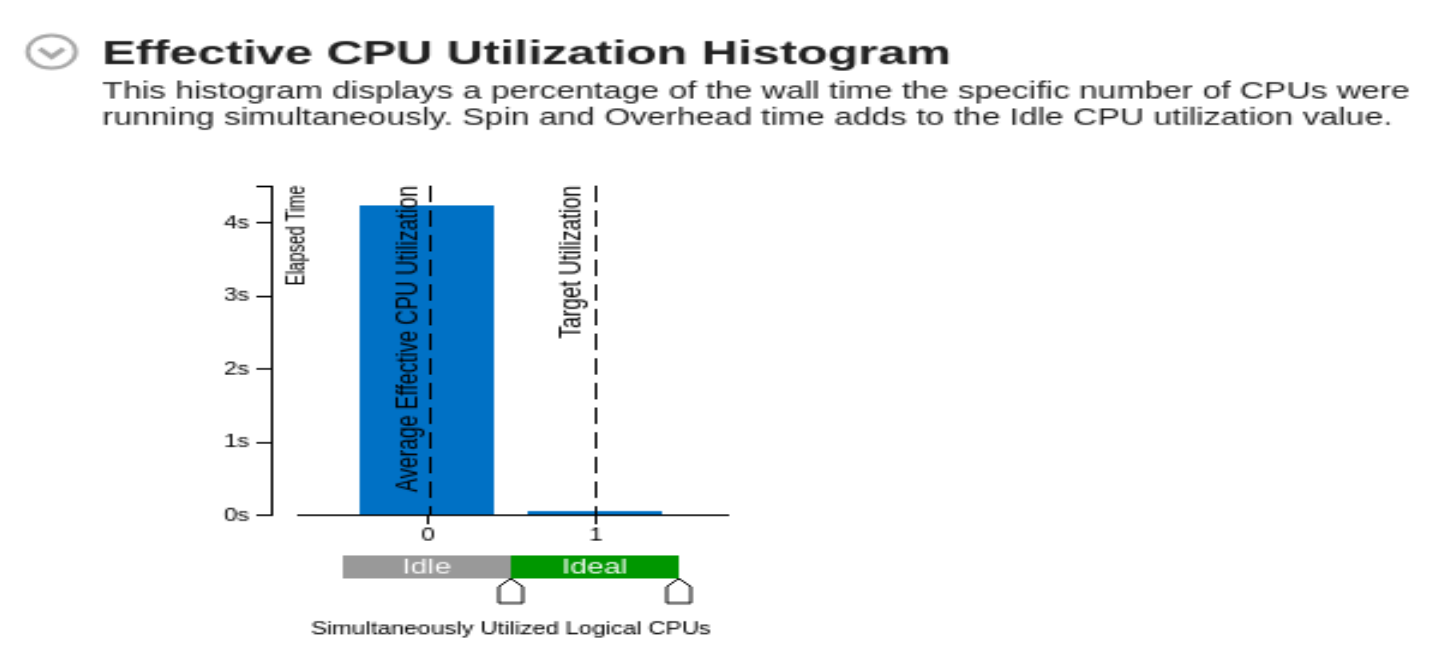 Effective CPU Utilization Histogram
This histogram displays a percentage of the wall time the specific number of CPUs were
running simultaneously. Spin and Overhead time adds to the Idle CPU utilization value.
Elapsed Time
4s
3s
2s
1s
0s
Average Effective CPU Utilization
Target Utilization
0
1
Idle
Ideal
Simultaneously Utilized Logical CPUs